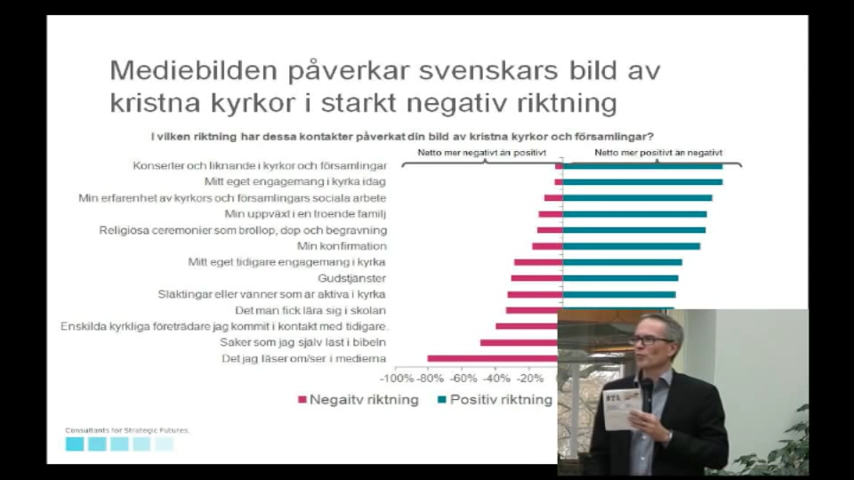 Mediebilden påverkar svenskars bild av
kristna kyrkor i starkt negativ riktning
I vilken riktning har dessa kontakter påverkat din bild av kristna kyrkor och församlingar?
Netto mer negativt än positivt
Netto mer positivt än negativt
Konserter och liknande i kyrkor och församlingar
Mitt eget engagemang i kyrka idag
Min erfarenhet av kyrkors och församlingars sociala arbete
Min uppväxt i en troende familj
Religiösa ceremonier som bröllop, dop och begravning
Min konfirmation
Mitt eget tidigare engagemang i kyrka
Gudstjänster
Släktingar eller vänner som är aktiva i kyrka
Det man fick lära sig i skolan
Enskilda kyrkliga företrädare jag kommit i kontakt med tidigare.
Saker som jag själv läst i bibeln
Det jag läser om/ser i medierna
-100% -80% -60% -40% -20%
Negaitv riktning
Positiv riktning
Consultants for Strategic Futures.